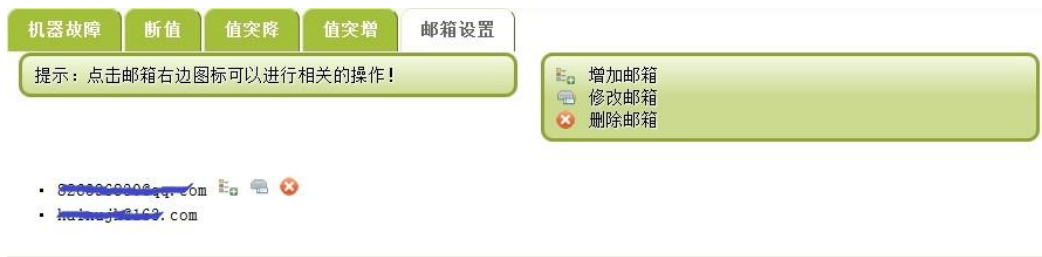 机器故障 断值 值突降 值突增 邮箱设置
提示：点击邮箱右边图标可以进行相关的操作！
增加邮箱
修改邮箱
删除邮箱
.com